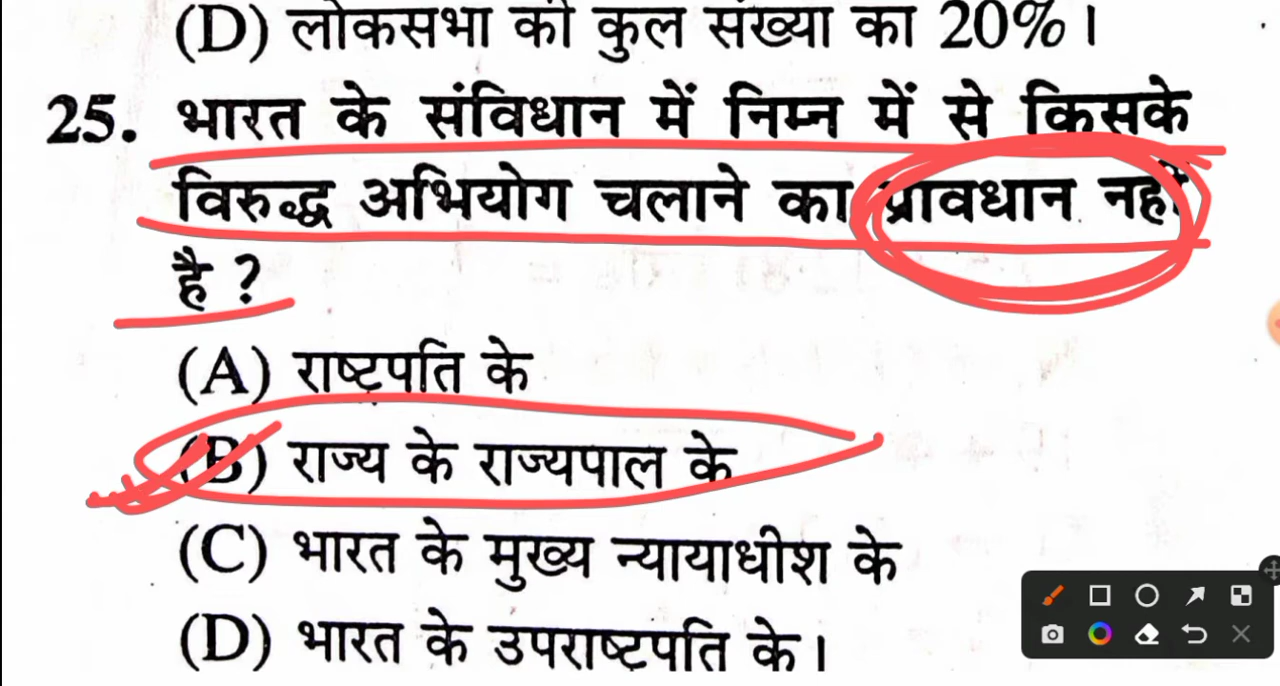 (D) लोकसभा की कुल संख्या का 20%।
25. भारत के संविधान में निम्न में से किसके
विरुद्ध अभियोग चलाने का प्रावधान नहीं
है ?
(A) राष्ट्रपति के
(B) राज्य के राज्यपाल के
(C) भारत के मुख्य न्यायाधीश के
(D) भारत के उपराष्ट्रपति के।